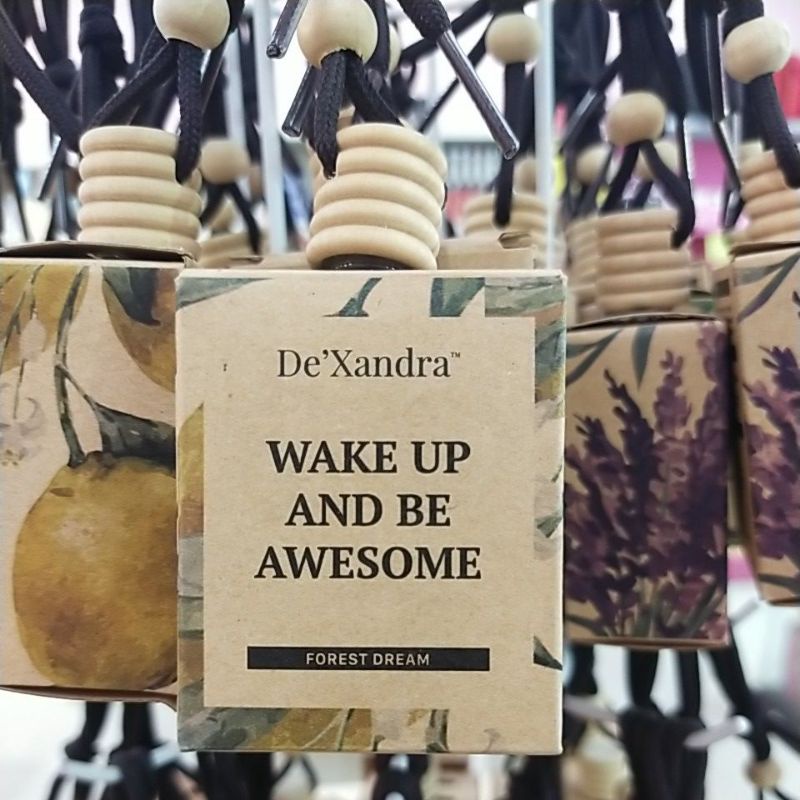 De’Xandra™
WAKE UP
AND BE
AWESOME
FOREST DREAM